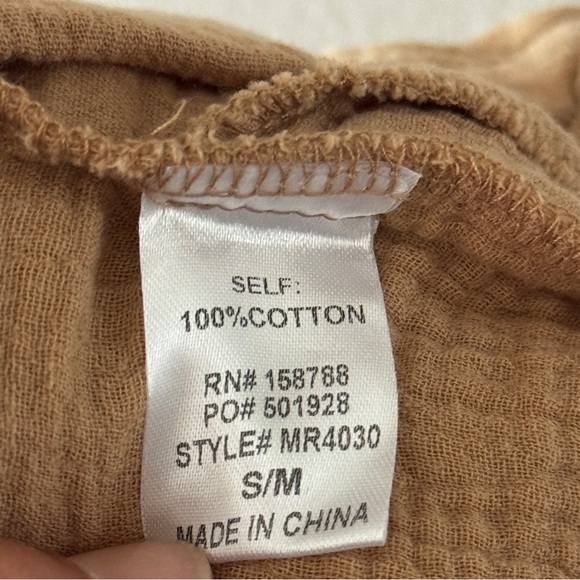 SELF:
100%COTTON
RN# 158788
PO# 501928
STYLE# MR4030
S/M
MADE IN CHINA